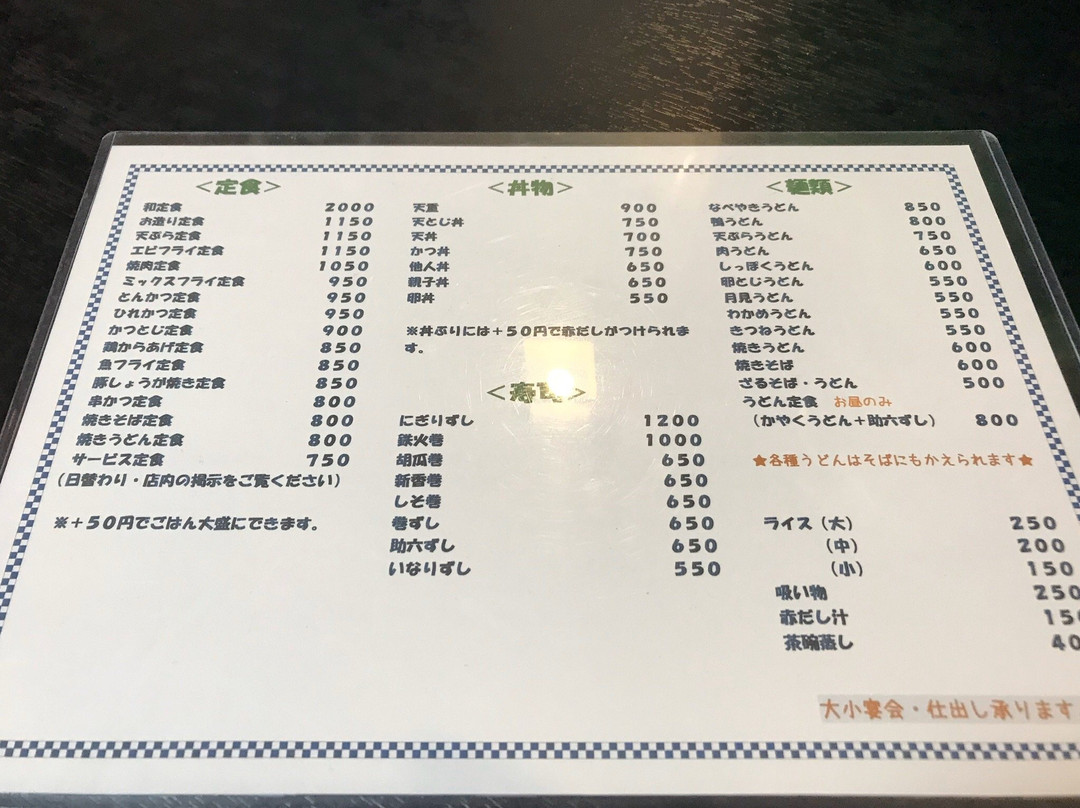 <定食>
和定食 2000
お造り定食 1150
天ぷら定食 1150
エビフライ定食 1150
焼肉定食 1050
ミックスフライ定食 950
とんかつ定食 950
ひれかつ定食 950
かつとじ定食 900
鶏からあげ定食 850
魚フライ定食 850
豚しょうが焼き定食 850
串かつ定食 800
焼きそば定食 800
焼きうどん定食 800
サービス定食 750
（日替わり・店内の掲示をご覧ください）
※＋50円でごはん大盛にできます。
<丼物>
天重 900
天とじ丼 750
天丼 700
かつ丼 750
他人丼 650
親子丼 650
卵丼 550
※丼ぶりには＋50円で赤だしがつけられま
す。
<寿司>
にぎりずし 1200
鉄火巻 1000
胡瓜巻 650
新香巻 650
しそ巻 650
巻ずし 650
助六ずし 650
いなりずし 550
<麺類>
なべやきうどん 850
鴨うどん 800
天ぷらうどん 750
肉うどん 650
しっぽくうどん 600
卵とじうどん 550
月見うどん 550
わかめうどん 550
きつねうどん 550
焼きうどん 600
焼きそば 600
ざるそば・うどん 500
うどん定食 お昼のみ
（かやくうどん＋助六ずし） 800
★各種うどんはそばにもかえられます★
ライス（大） 250
（中） 200
（小） 150
吸い物 250
赤だし汁
茶碗蒸し
大小宴会・仕出し承ります